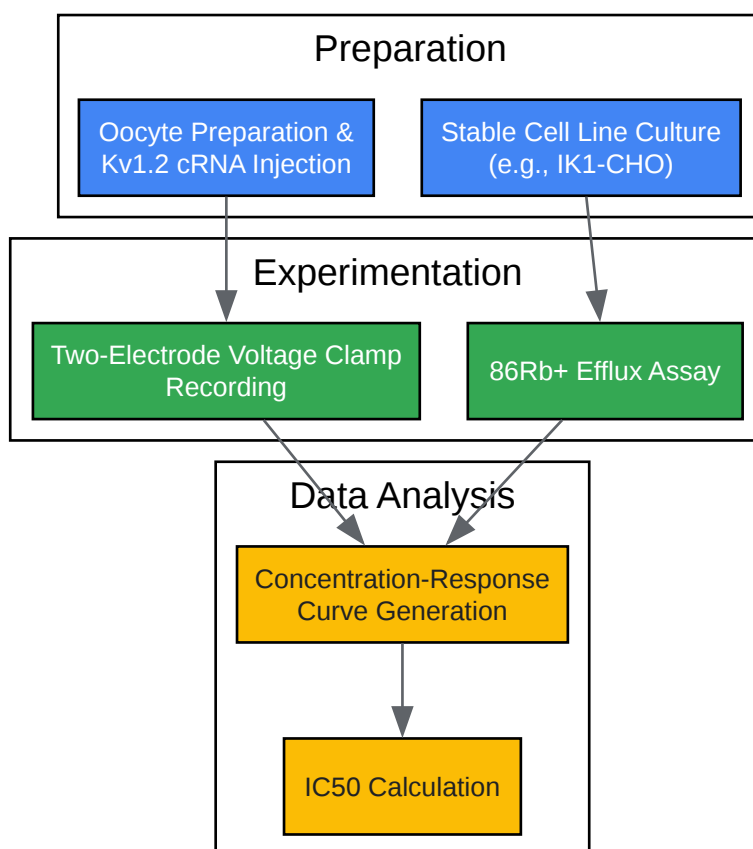 Preparation
Oocyte Preparation &
Kv1.2 cRNA Injection
Stable Cell Line Culture
(e.g., IK1-CHO)
Experimentation
Two-Electrode Voltage Clamp
Recording
86Rb+ Efflux Assay
Data Analysis
Concentration-Response
Curve Generation
IC50 Calculation